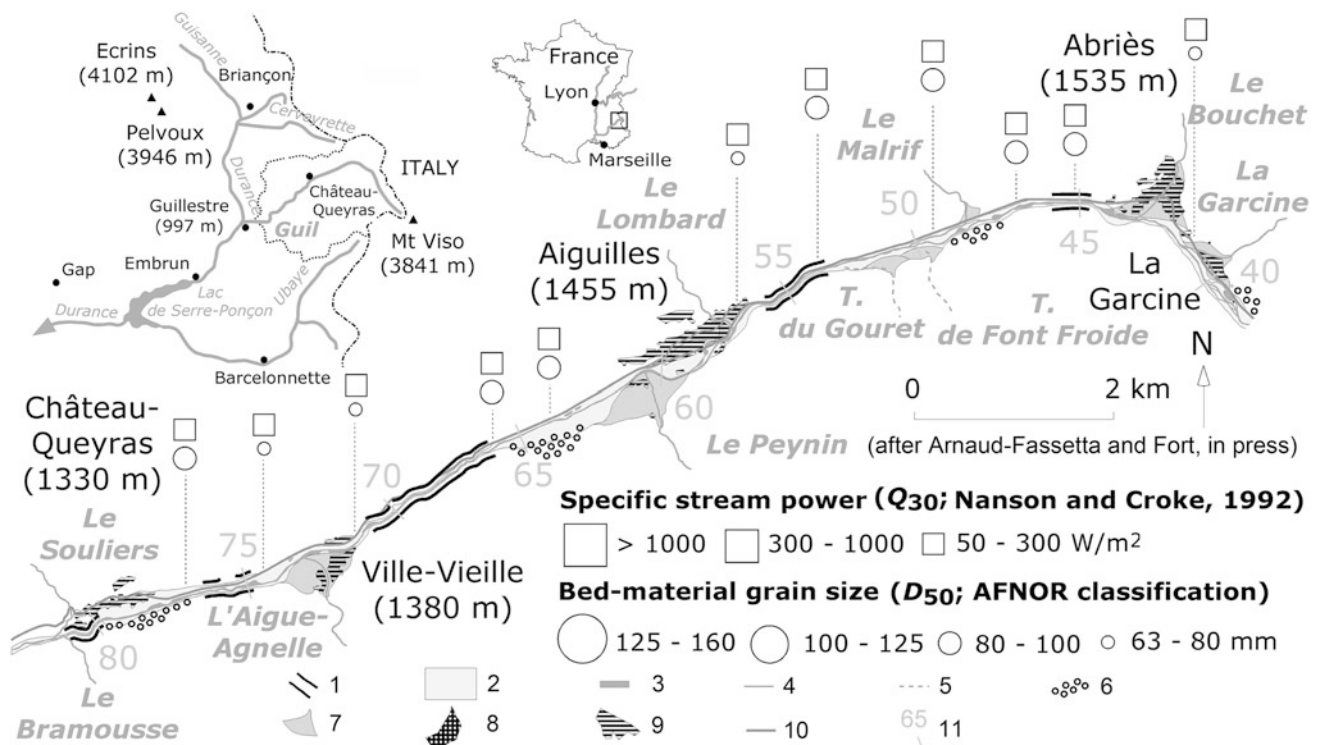 Guisanne
Ecrins
(4102 m)
Briançon
Cerveyrette
Pelvoux
(3946 m)
Durance
ITALY
Château-
Queyras
Guillestre
(997 m)
Guil
Mt Viso
(3841 m)
Gap
Embrun
Ubaye
Lac
de Serre-Ponçon
Durance
Barcelonnette
France
Lyon
Marseille
Abriès
(1535 m)
Le
Bouchet
Le
Malrif
La
Garcine
Le
Lombard
50
45
40
Aiguilles
(1455 m)
55
La
Garcine
T.
du Gouret
T.
de Font Froide
N
0 2 km
60
Le Peynin
(after Arnaud-Fassetta and Fort, in press)
Château-
Queyras
(1330 m)
65
70
Le
Souliers
75
Ville-Vieille
(1380 m)
L'Aigue-
Agnelle
80
Le
Bramousse
Specific stream power (Q30; Nanson and Croke, 1992)
> 1000 300 - 1000 50 - 300 W/m²
Bed-material grain size (D50; AFNOR classification)
125 - 160 100 - 125 80 - 100 63 - 80 mm
1 2 3 4 5 6
7 8 9 10 65 11